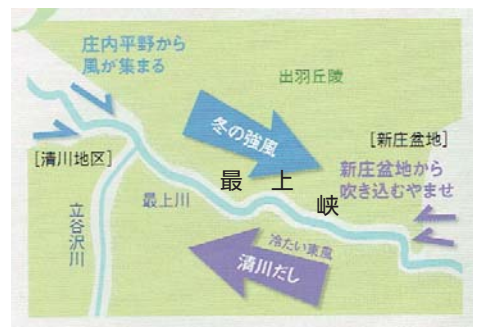 庄内平野から
風が集まる
出羽丘陵
冬の強風
[新庄盆地]
[清川地区]
新庄盆地から
吹き込むやませ
最上峡
最上川
立谷沢川
冷たい東風
清川だし